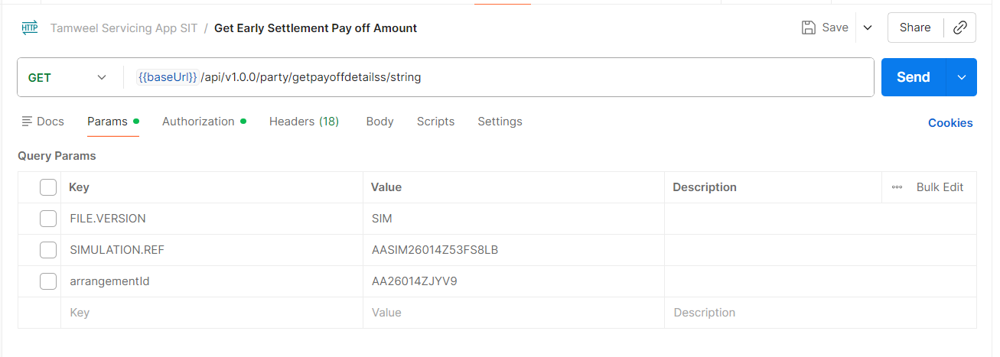 HTTP Tamweel Servicing App SIT / Get Early Settlement Pay off Amount Save Share
GET {{baseUrl}}/api/v1.0.0/party/getpayoffdetailss/string Send
Docs Params Authorization Headers (18) Body Scripts Settings Cookies
Query Params
Key Value Description Bulk Edit
FILE.VERSION SIM
SIMULATION.REF AASIM26014Z53FS8LB
arrangementId AA26014ZJYV9
Key Value Description